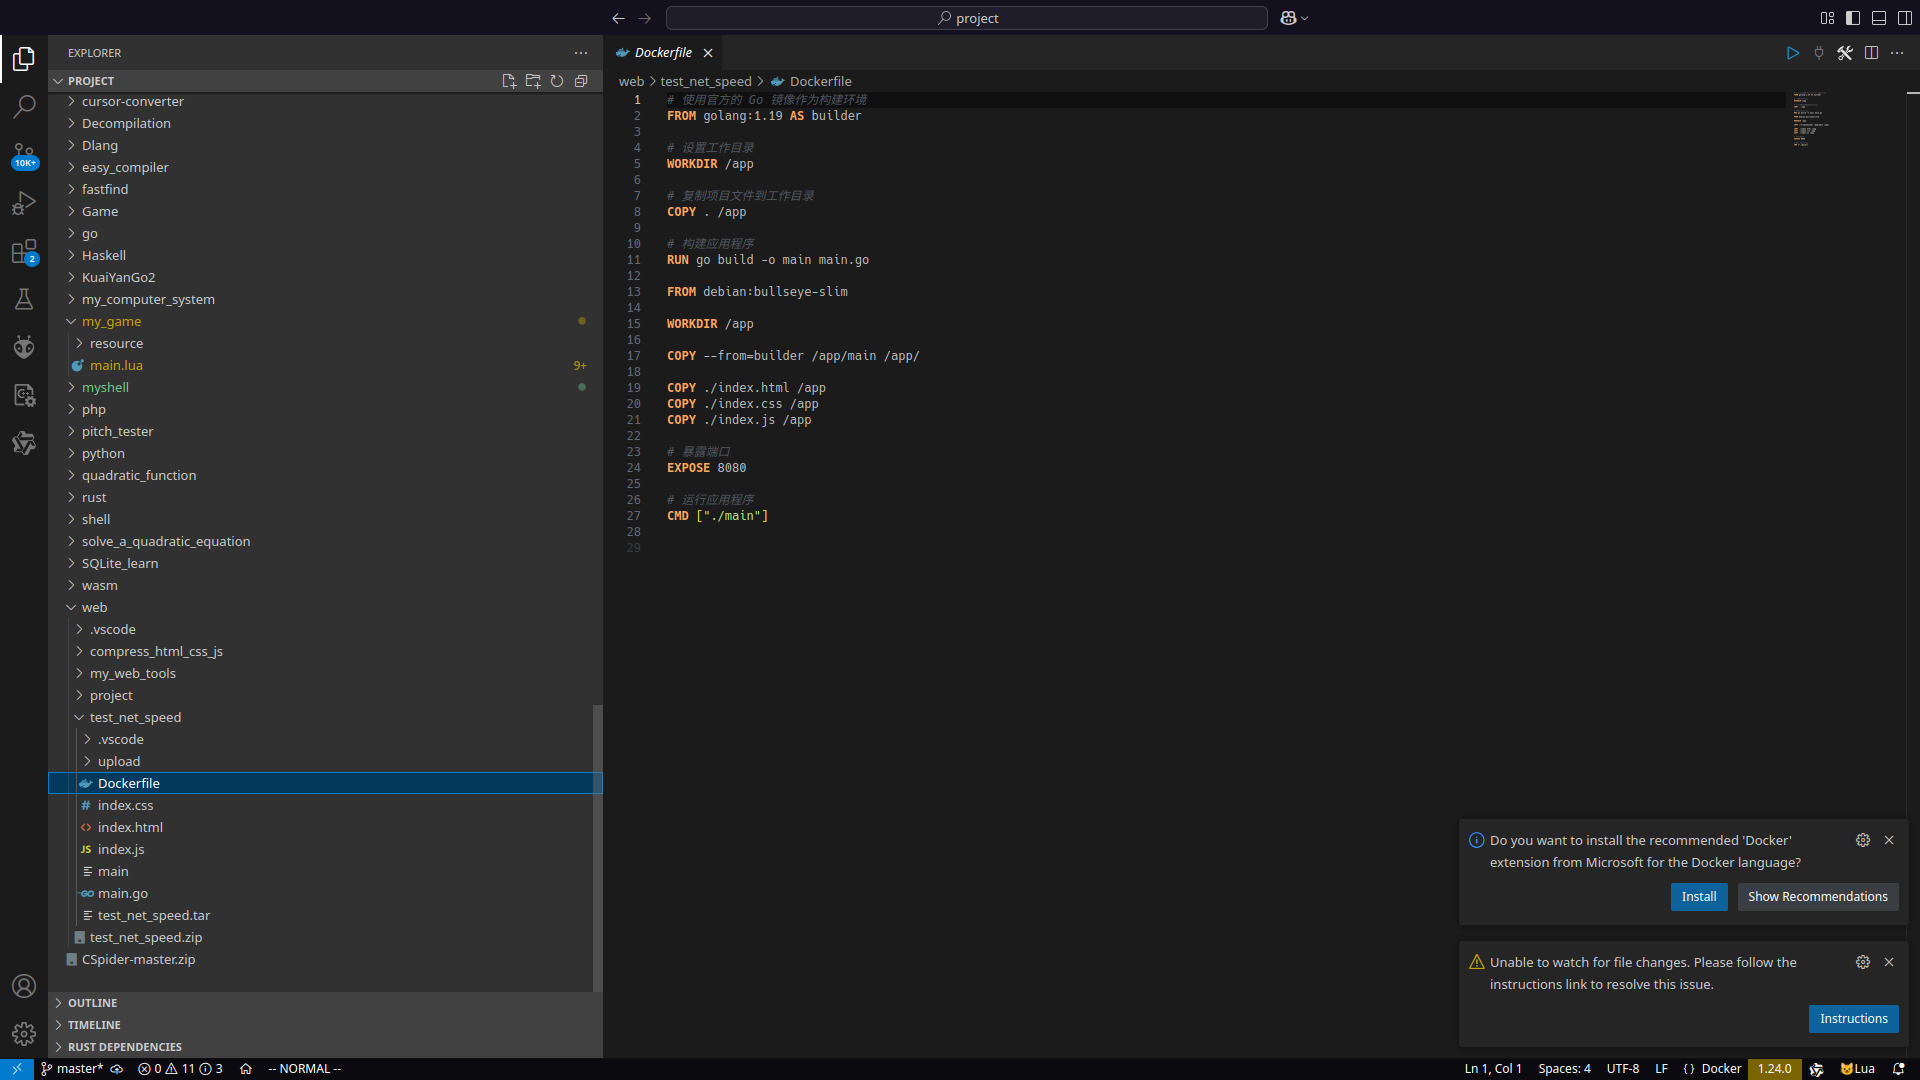 project
EXPLORER
PROJECT
cursor-converter
Decompilation
Dlang
easy_compiler
fastfind
Game
go
Haskell
KuaiYanGo2
my_computer_system
my_game
resource
main.lua 9+
myshell
php
pitch_tester
python
quadratic_function
rust
shell
solve_a_quadratic_equation
SQLite_learn
wasm
web
.vscode
compress_html_css_js
my_web_tools
project
test_net_speed
.vscode
upload
Dockerfile
# index.css
<> index.html
JS index.js
main
GO main.go
test_net_speed.tar
test_net_speed.zip
CSpider-master.zip
OUTLINE
TIMELINE
RUST DEPENDENCIES
10K+
2
Dockerfile
web > test_net_speed > Dockerfile
1 # 使用官方的 Go 镜像作为构建环境
2 FROM golang:1.19 AS builder
3
4 # 设置工作目录
5 WORKDIR /app
6
7 # 复制项目文件到工作目录
8 COPY . /app
9
10 # 构建应用程序
11 RUN go build -o main main.go
12
13 FROM debian:bullseye-slim
14
15 WORKDIR /app
16
17 COPY --from=builder /app/main /app/
18
19 COPY ./index.html /app
20 COPY ./index.css /app
21 COPY ./index.js /app
22
23 # 暴露端口
24 EXPOSE 8080
25
26 # 运行应用程序
27 CMD ["./main"]
28
29
Do you want to install the recommended 'Docker'
extension from Microsoft for the Docker language?
Install Show Recommendations
Unable to watch for file changes. Please follow the
instructions link to resolve this issue.
Instructions
master* 0 11 3 -- NORMAL -- Ln 1, Col 1 Spaces: 4 UTF-8 LF {} Docker 1.24.0 Lua